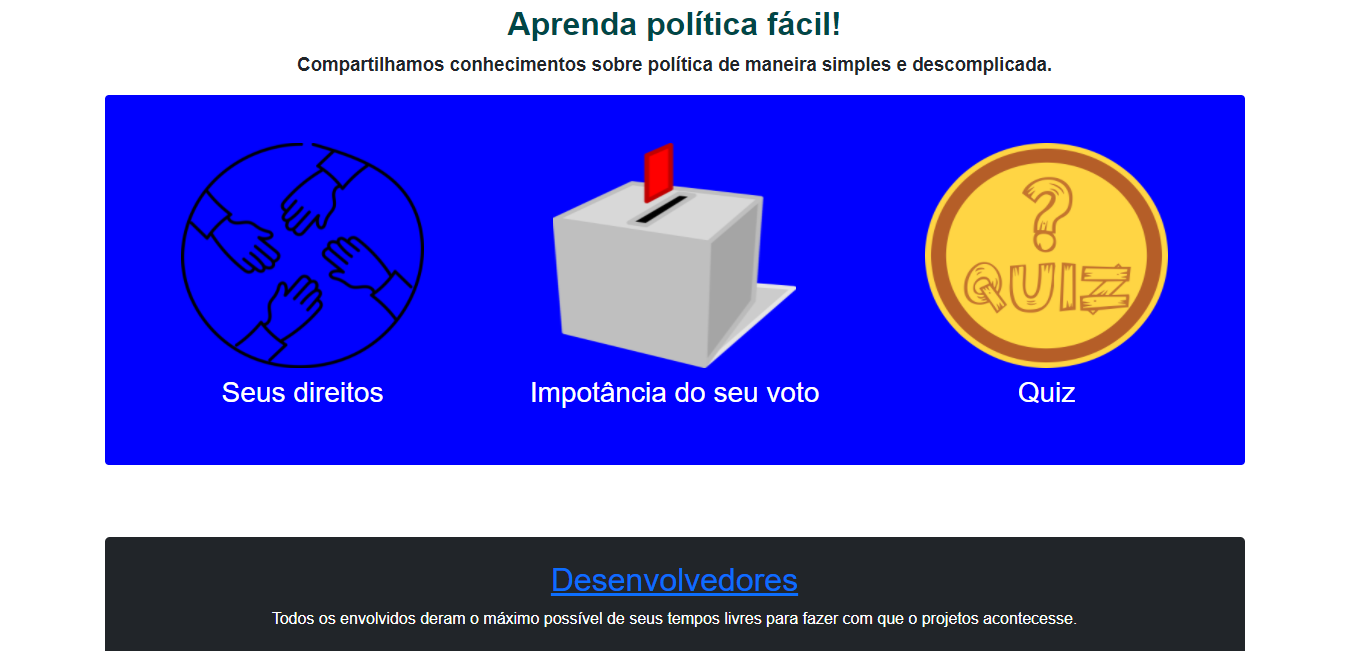 Aprenda política fácil!
Compartilhamos conhecimentos sobre política de maneira simples e descomplicada.
?
QUIZ
Seus direitos
Impotância do seu voto
Quiz
Desenvolvedores
Todos os envolvidos deram o máximo possível de seus tempos livres para fazer com que o projetos acontecesse.